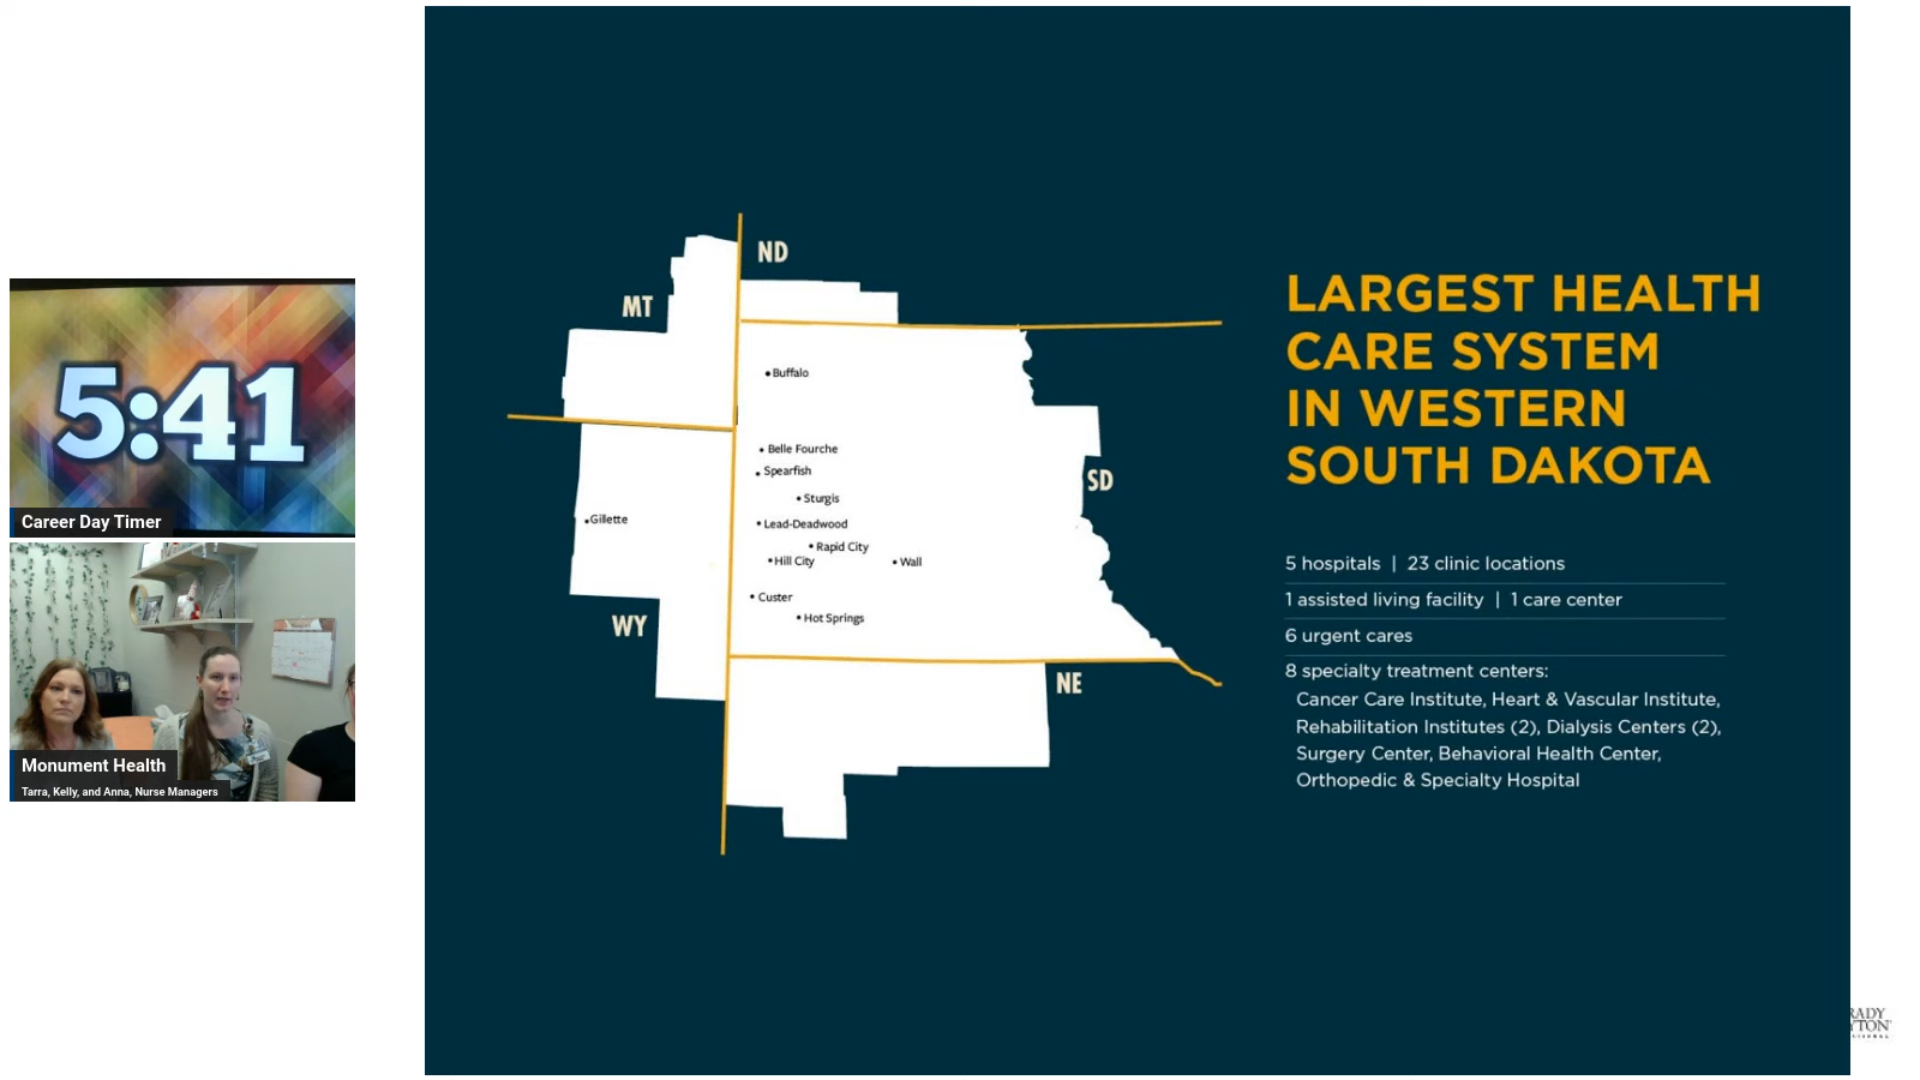 5:41
Career Day Timer
Monument Health
Tarra, Kelly, and Anna, Nurse Managers
ND
MT
Buffalo
Belle Fourche
Spearfish
Sturgis
Gillette
Lead-Deadwood
Rapid City
Hill City
Wall
Custer
Hot Springs
SD
WY
NE
LARGEST HEALTH
CARE SYSTEM
IN WESTERN
SOUTH DAKOTA
5 hospitals | 23 clinic locations
1 assisted living facility | 1 care center
6 urgent cares
8 specialty treatment centers:
Cancer Care Institute, Heart & Vascular Institute,
Rehabilitation Institutes (2), Dialysis Centers (2),
Surgery Center, Behavioral Health Center,
Orthopedic & Specialty Hospital
RADY
YTON